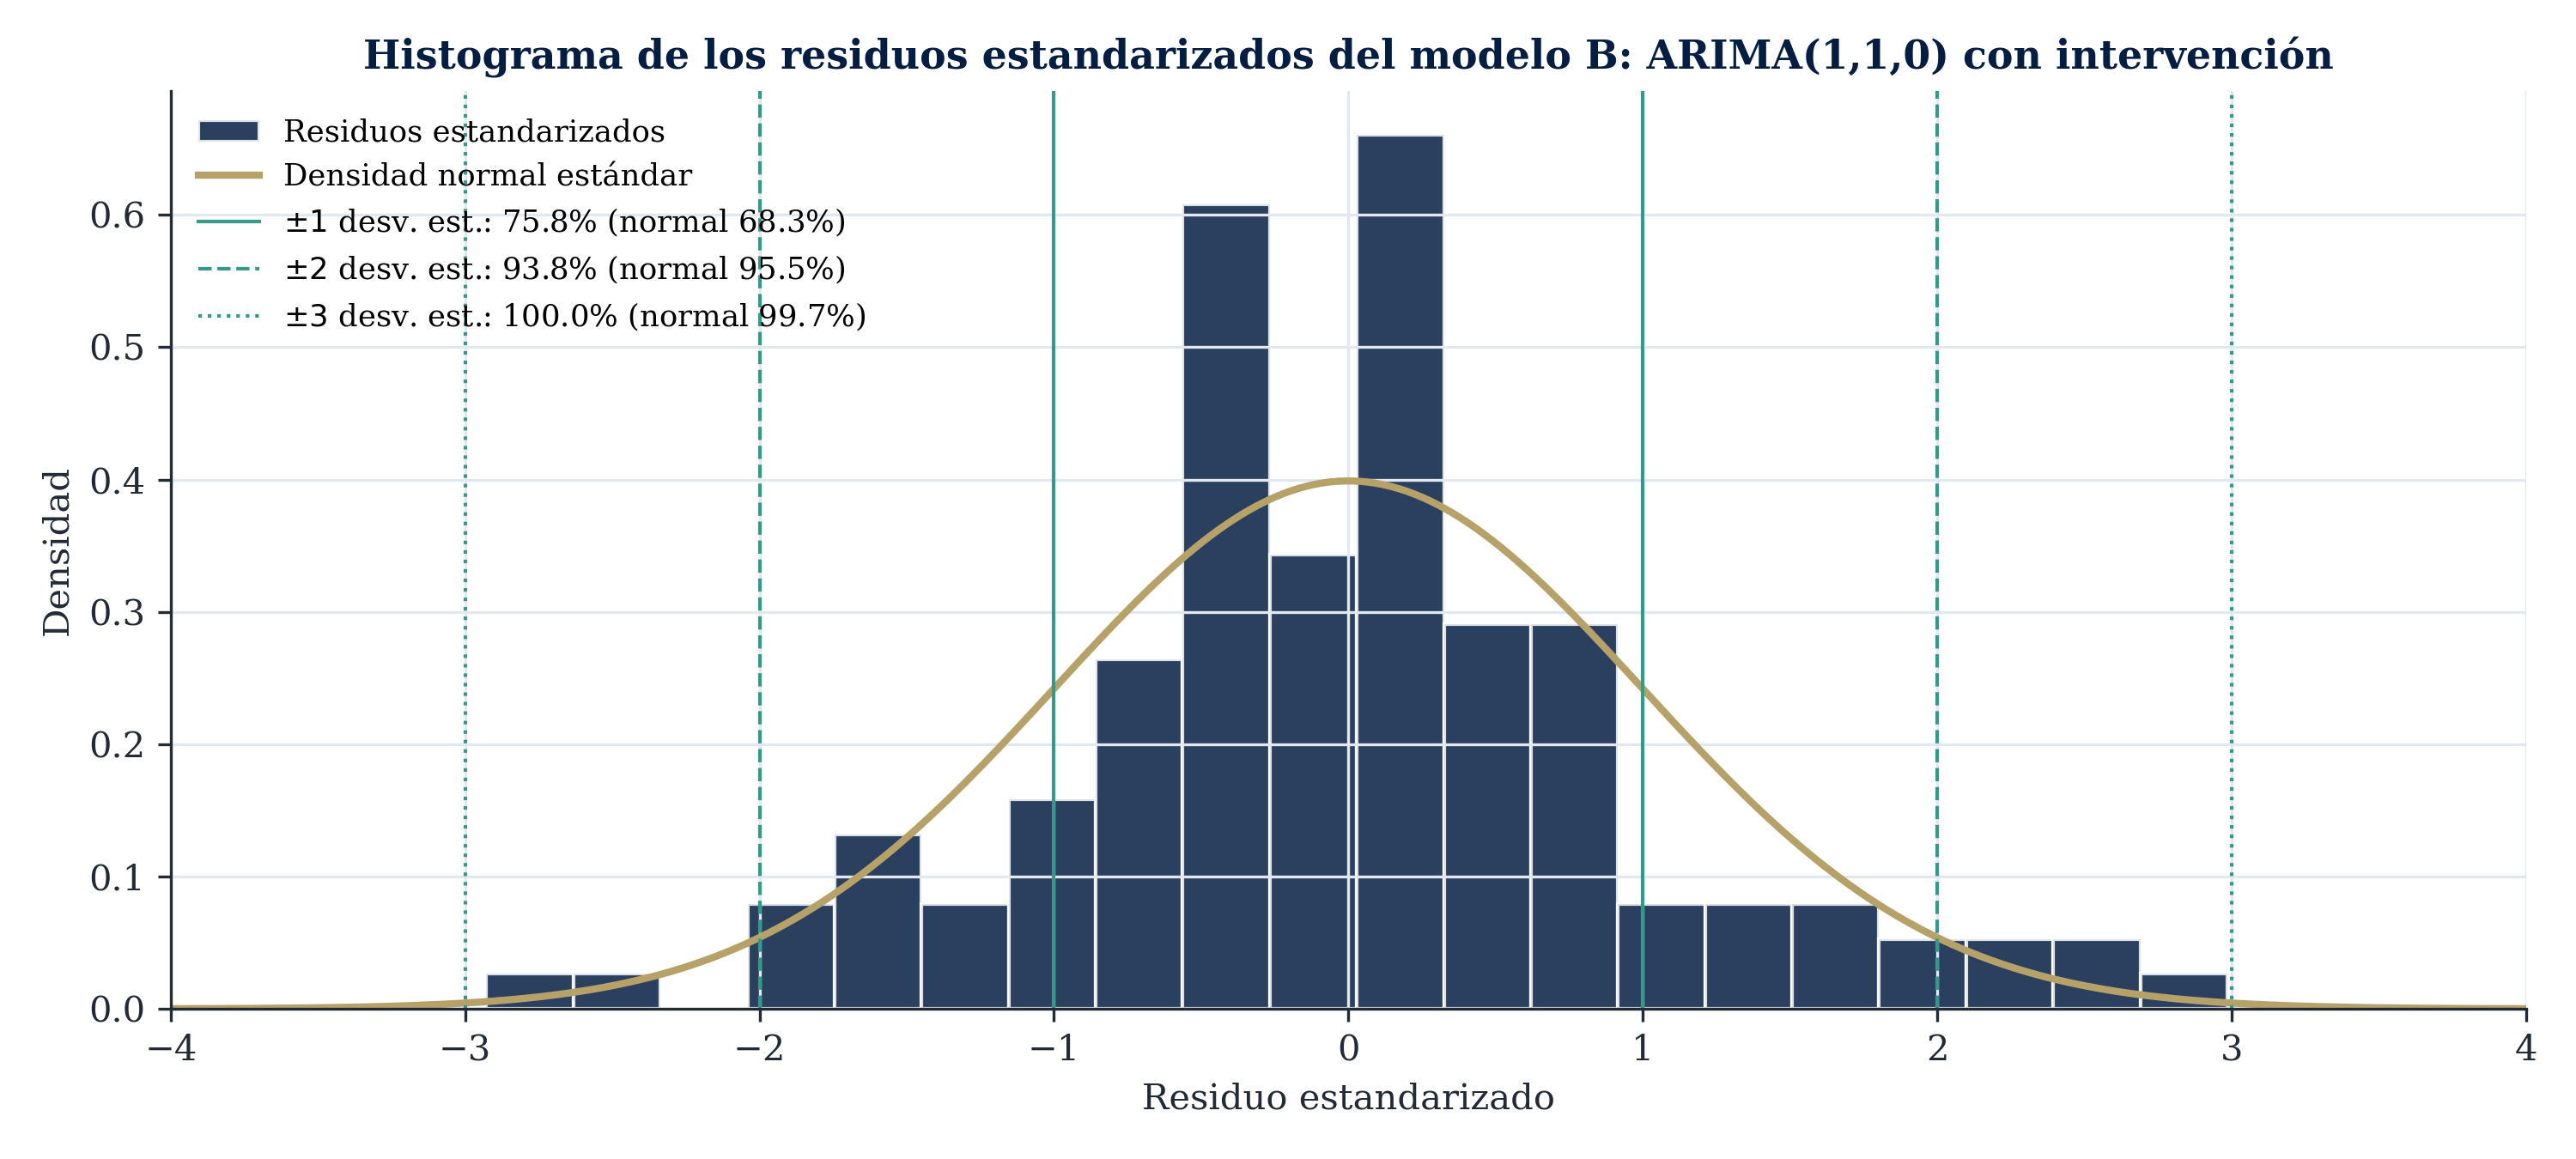 Histograma de los residuos estandarizados del modelo B: ARIMA(1,1,0) con intervención
Residuos estandarizados
Densidad normal estándar
±1 desv. est.: 75.8% (normal 68.3%)
±2 desv. est.: 93.8% (normal 95.5%)
±3 desv. est.: 100.0% (normal 99.7%)
Densidad
0.6
0.5
0.4
0.3
0.2
0.1
0.0
−4 −3 −2 −1 0 1 2 3 4
Residuo estandarizado